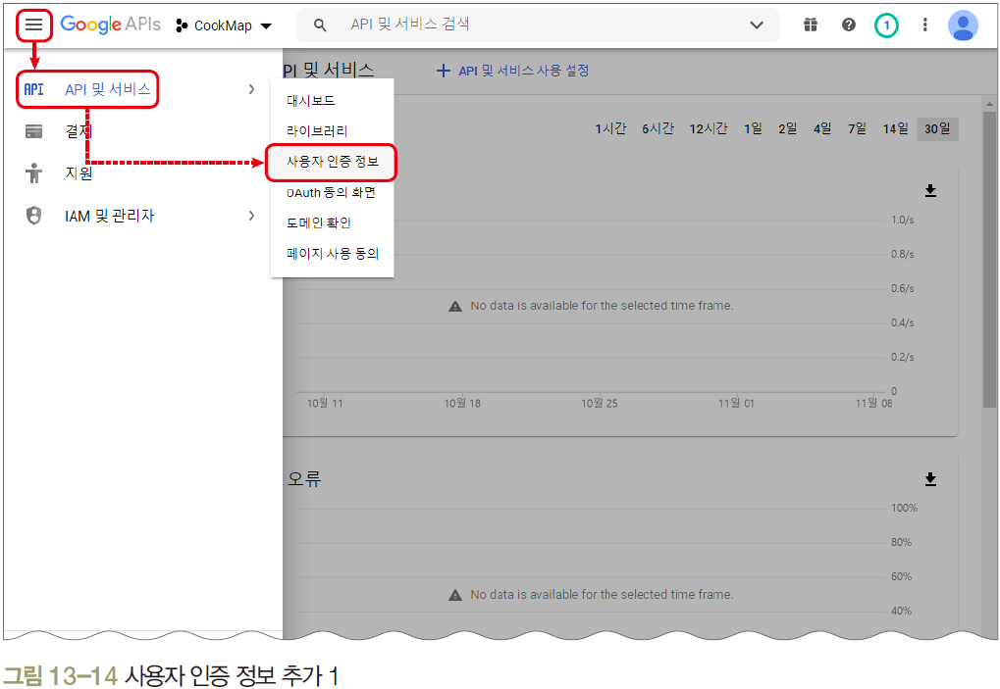 Google APIs CookMap API 및 서비스 검색 1
API API 및 서비스
결제
지원
IAM 및 관리자
PI 및 서비스 API 및 서비스 사용 설정
대시보드
라이브러리
사용자 인증 정보
OAuth 동의 화면
도메인 확인
페이지 사용 동의
1시간 6시간 12시간 1일 2일 4일 7일 14일 30일
1.0/s
0.8/s
0.6/s
No data is available for the selected time frame.
0.4/s
0.2/s
0
10월 11 10월 18 10월 25 11월 01 11월 08
오류
100%
80%
60%
No data is available for the selected time frame.
40%
그림 13-14 사용자 인증 정보 추가 1